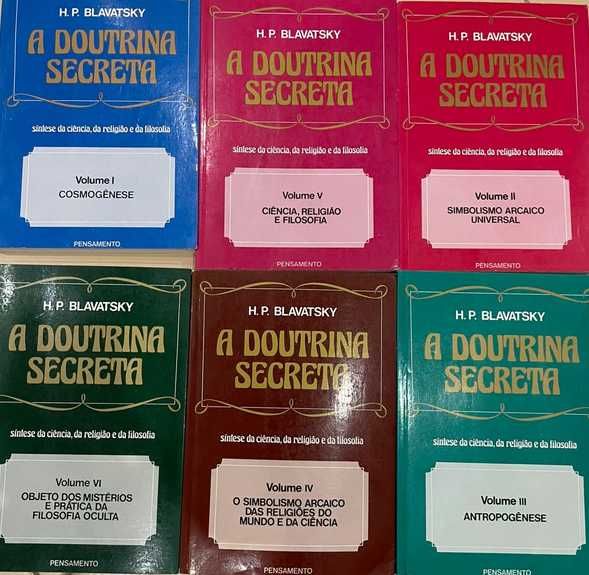 H. P. BLAVATSKY
A DOUTRINA
SECRETA
síntese da ciência, da religião e da filosofia
Volume I
COSMOGÊNESE
PENSAMENTO
H. P. BLAVATSKY
A DOUTRINA
SECRETA
síntese da ciência, da religião e da filosofia
Volume V
CIÊNCIA, RELIGIÃO
E FILOSOFIA
PENSAMENTO
H. P. BLAVATSKY
A DOUTRINA
SECRETA
síntese da ciência, da religião e da filosofia
Volume II
SIMBOLISMO ARCAICO
UNIVERSAL
PENSAMENTO
H. P. BLAVATSKY
A DOUTRINA
SECRETA
síntese da ciência, da religião e da filosofia
Volume VI
OBJETO DOS MISTÉRIOS
E PRÁTICA DA
FILOSOFIA OCULTA
PENSAMENTO
H. P. BLAVATSKY
A DOUTRINA
SECRETA
síntese da ciência, da religião e da filosofia
Volume IV
O SIMBOLISMO ARCAICO
DAS RELIGIÕES DO
MUNDO E DA CIÊNCIA
PENSAMENTO
H. P. BLAVATSKY
A DOUTRINA
SECRETA
síntese da ciência, da religião e da filosofia
Volume III
ANTROPOGÊNESE
PENSAMENTO